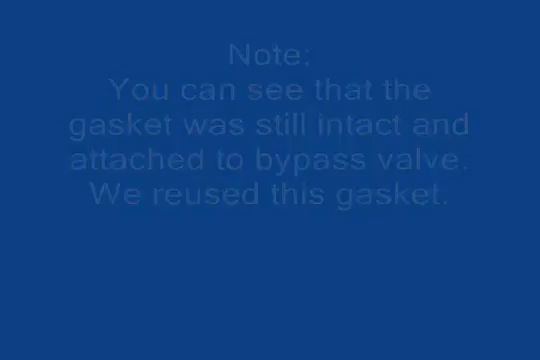 Note:
You can see that the
gasket was still intact and
attached to bypass valve.
We reused this gasket.